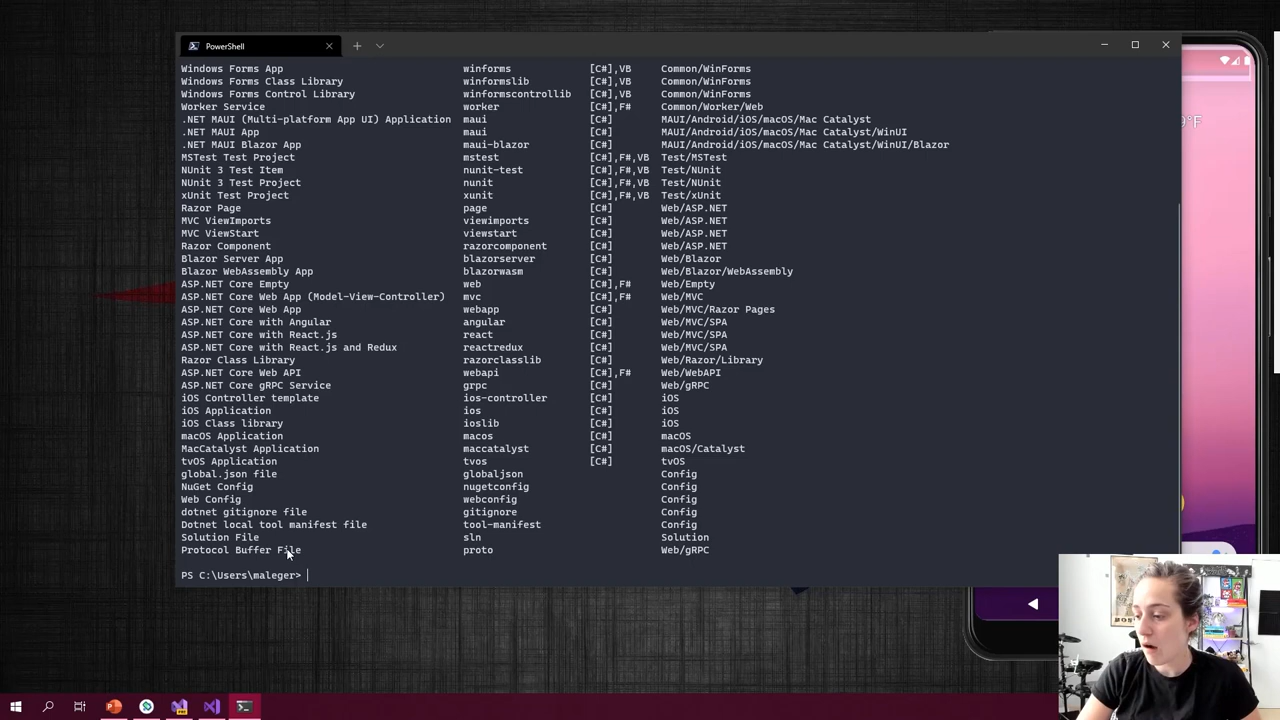 PowerShell
Windows Forms App winforms [C#],VB Common/WinForms
Windows Forms Class Library winformslib [C#],VB Common/WinForms
Windows Forms Control Library winformscontrollib [C#],VB Common/WinForms
Worker Service worker [C#],F# Common/Worker/Web
.NET MAUI (Multi-platform App UI) Application maui [C#] MAUI/Android/iOS/macOS/Mac Catalyst
.NET MAUI App maui [C#] MAUI/Android/iOS/macOS/Mac Catalyst/WinUI
.NET MAUI Blazor App maui-blazor [C#] MAUI/Android/iOS/macOS/Mac Catalyst/WinUI/Blazor
MSTest Test Project mstest [C#],F#,VB Test/MSTest
NUnit 3 Test Item nunit-test [C#],F#,VB Test/NUnit
NUnit 3 Test Project nunit [C#],F#,VB Test/NUnit
xUnit Test Project xunit [C#],F#,VB Test/xUnit
Razor Page page [C#] Web/ASP.NET
MVC ViewImports viewimports [C#] Web/ASP.NET
MVC ViewStart viewstart [C#] Web/ASP.NET
Razor Component razorcomponent [C#] Web/ASP.NET
Blazor Server App blazorserver [C#] Web/Blazor
Blazor WebAssembly App blazorwasm [C#] Web/Blazor/WebAssembly
ASP.NET Core Empty web [C#],F# Web/Empty
ASP.NET Core Web App (Model-View-Controller) mvc [C#],F# Web/MVC
ASP.NET Core Web App webapp [C#] Web/MVC/Razor Pages
ASP.NET Core with Angular angular [C#] Web/MVC/SPA
ASP.NET Core with React.js react [C#] Web/MVC/SPA
ASP.NET Core with React.js and Redux reactredux [C#] Web/MVC/SPA
Razor Class Library razorclasslib [C#] Web/Razor/Library
ASP.NET Core Web API webapi [C#],F# Web/WebAPI
ASP.NET Core gRPC Service grpc [C#] Web/gRPC
iOS Controller template ios-controller [C#] iOS
iOS Application ios [C#] iOS
iOS Class library ioslib [C#] iOS
macOS Application macos [C#] macOS
MacCatalyst Application maccatalyst [C#] macOS/Catalyst
tvOS Application tvos [C#] tvOS
global.json file globaljson Config
NuGet Config nugetconfig Config
Web Config webconfig Config
dotnet gitignore file gitignore Config
Dotnet local tool manifest file tool-manifest Config
Solution File sln Solution
Protocol Buffer File proto Web/gRPC
PS C:\Users\maleger>